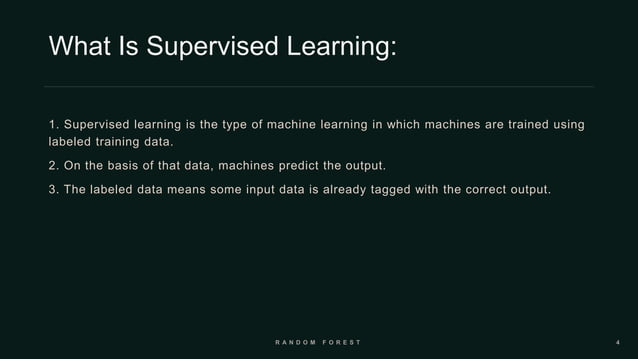 What Is Supervised Learning:
1. Supervised learning is the type of machine learning in which machines are trained using
labeled training data.
2. On the basis of that data, machines predict the output.
3. The labeled data means some input data is already tagged with the correct output.
RANDOM FOREST
4